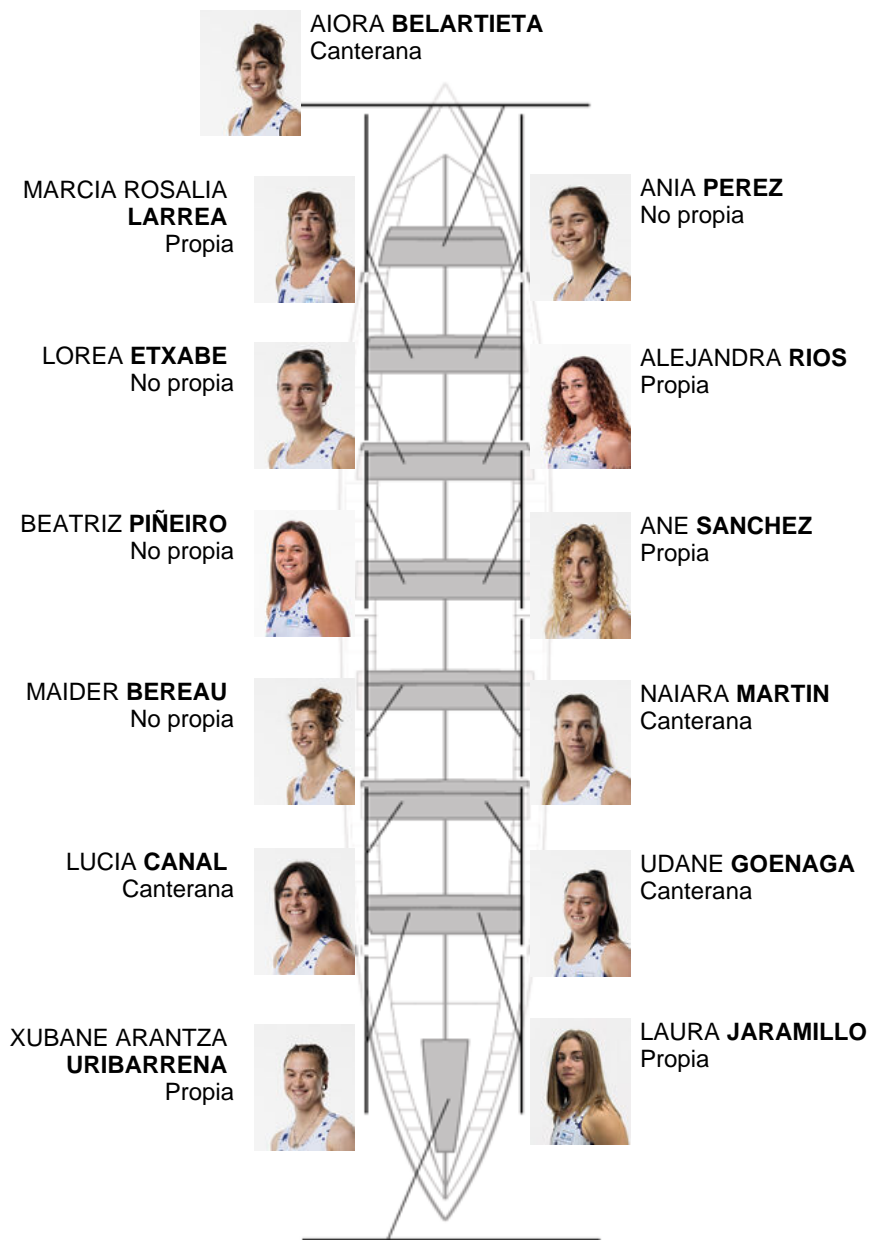 AIORA BELARTIETA
Canterana
MARCIA ROSALIA
LARREA
Propia
ANIA PEREZ
No propia
LOREA ETXABE
No propia
ALEJANDRA RIOS
Propia
BEATRIZ PIÑEIRO
No propia
ANE SANCHEZ
Propia
MAIDER BEREAU
No propia
NAIARA MARTIN
Canterana
LUCIA CANAL
Canterana
UDANE GOENAGA
Canterana
XUBANE ARANTZA
URIBARRENA
Propia
LAURA JARAMILLO
Propia